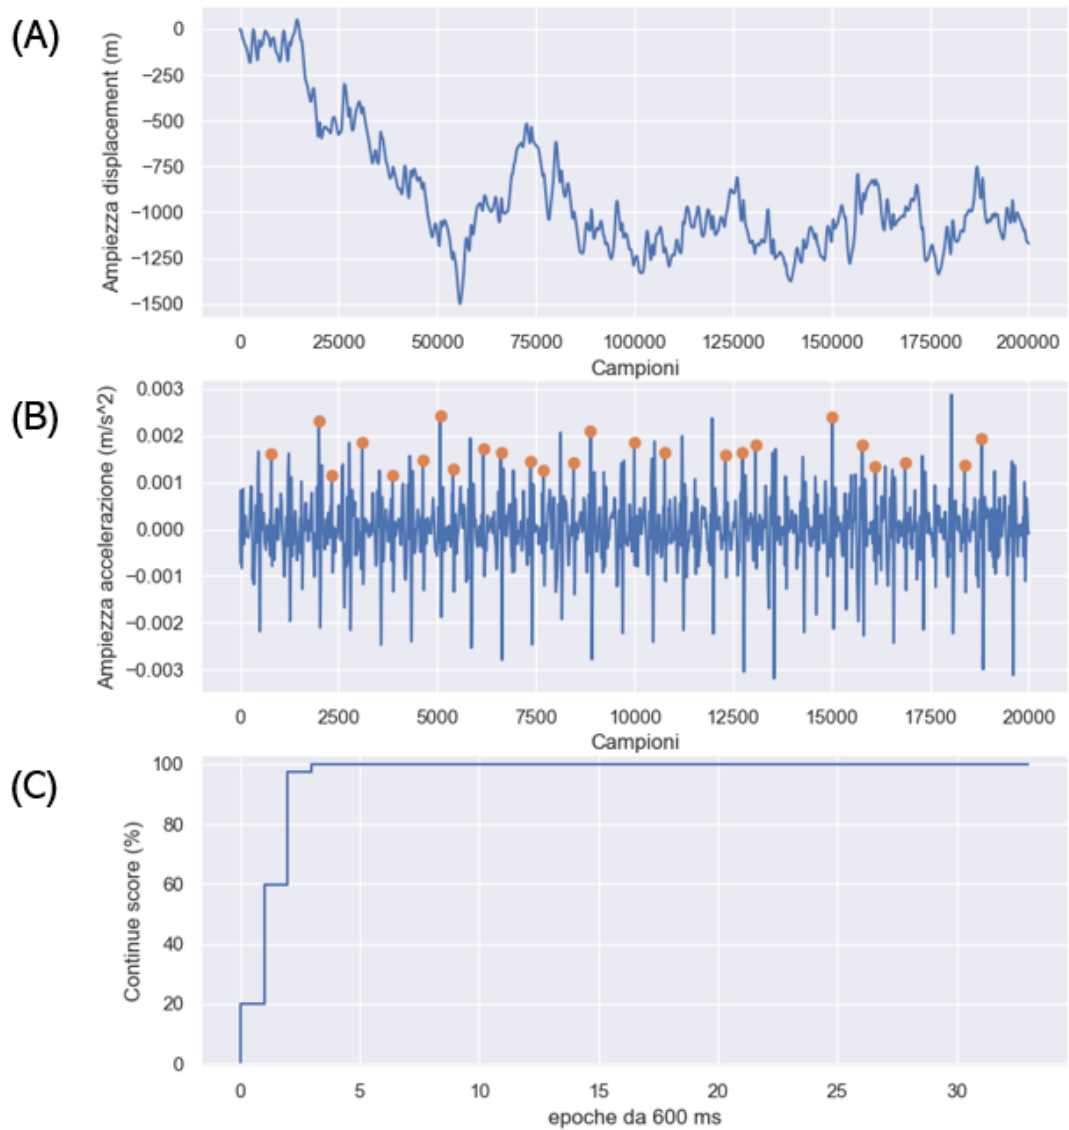 (A)
Ampiezza displacement (m)
0
−250
−500
−750
−1000
−1250
−1500
0 25000 50000 75000 100000 125000 150000 175000 200000
Campioni
(B)
Ampiezza accelerazione (m/s^2)
0.003
0.002
0.001
0.000
−0.001
−0.002
−0.003
0 2500 5000 7500 10000 12500 15000 17500 20000
Campioni
(C)
Continue score (%)
100
80
60
40
20
0
0 5 10 15 20 25 30
epoche da 600 ms